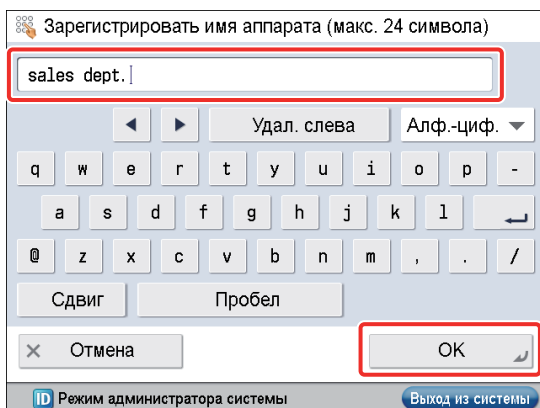 Зарегистрировать имя аппарата (макс. 24 символа)
sales dept.
Удал. слева Алф.-циф.
q w e r t y u i o p -
a s d f g h j k l
@ z x c v b n m , . /
Сдвиг Пробел
Отмена OK
ID Режим администратора системы Выход из системы